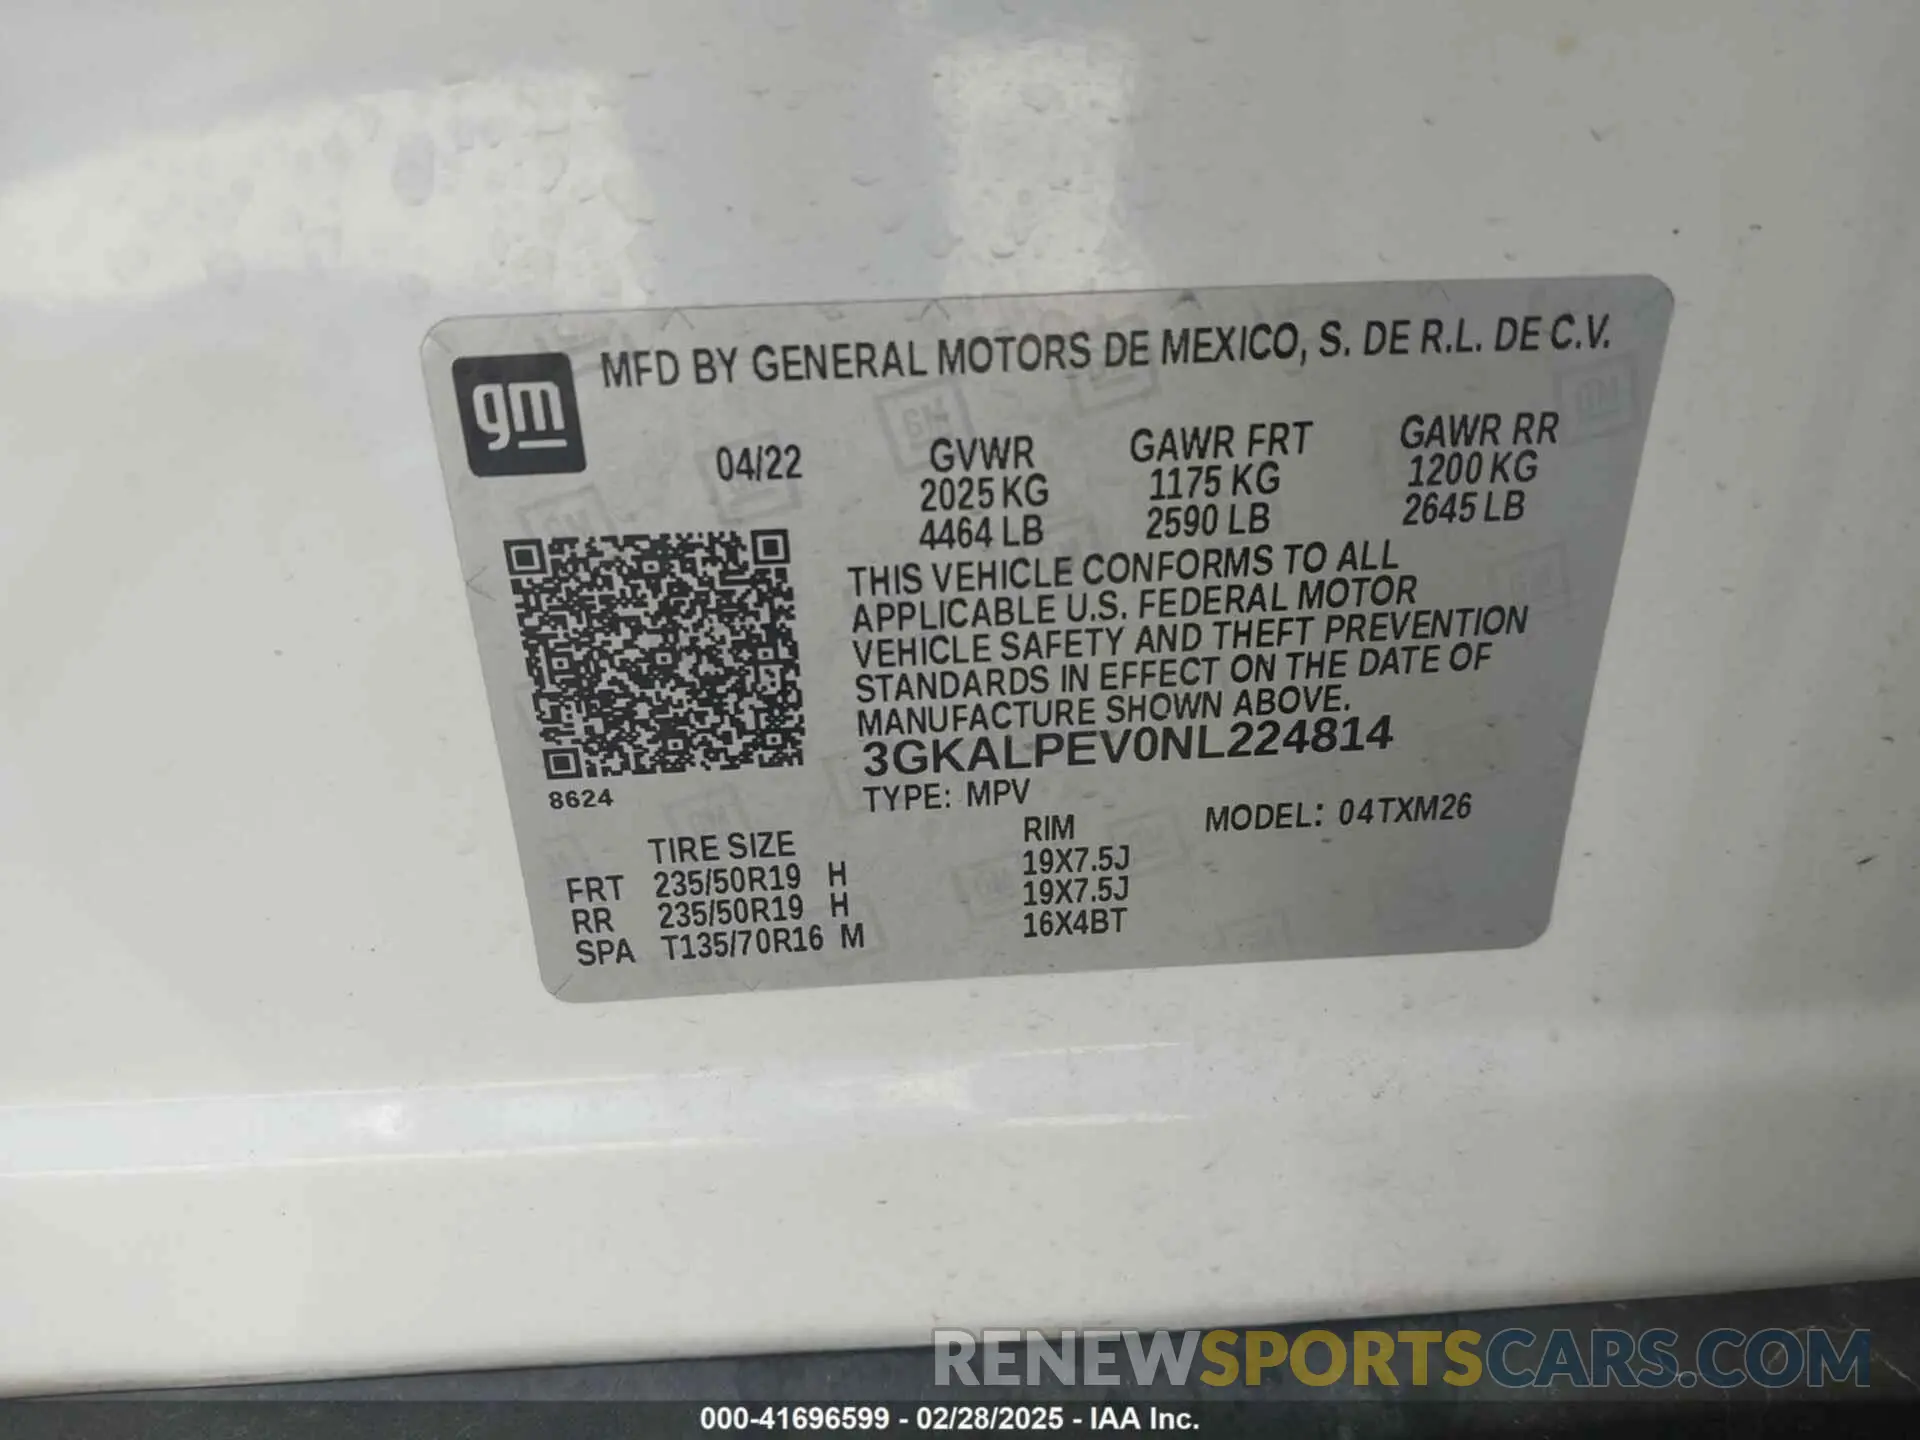 gm
MFD BY GENERAL MOTORS DE MEXICO, S. DE R.L. DE C.V.
04/22
GVWR GAWR FRT GAWR RR
2025 KG 1175 KG 1200 KG
4464 LB 2590 LB 2645 LB
THIS VEHICLE CONFORMS TO ALL
APPLICABLE U.S. FEDERAL MOTOR
VEHICLE SAFETY AND THEFT PREVENTION
STANDARDS IN EFFECT ON THE DATE OF
MANUFACTURE SHOWN ABOVE.
3GKALPEV0NL224814
8624
TYPE: MPV MODEL: 04TXM26
TIRE SIZE RIM
FRT 235/50R19 H 19X7.5J
RR 235/50R19 H 19X7.5J
SPA T135/70R16 M 16X4BT
RENEWSPORTSCARS.COM
000-41696599 - 02/28/2025 - IAA Inc.